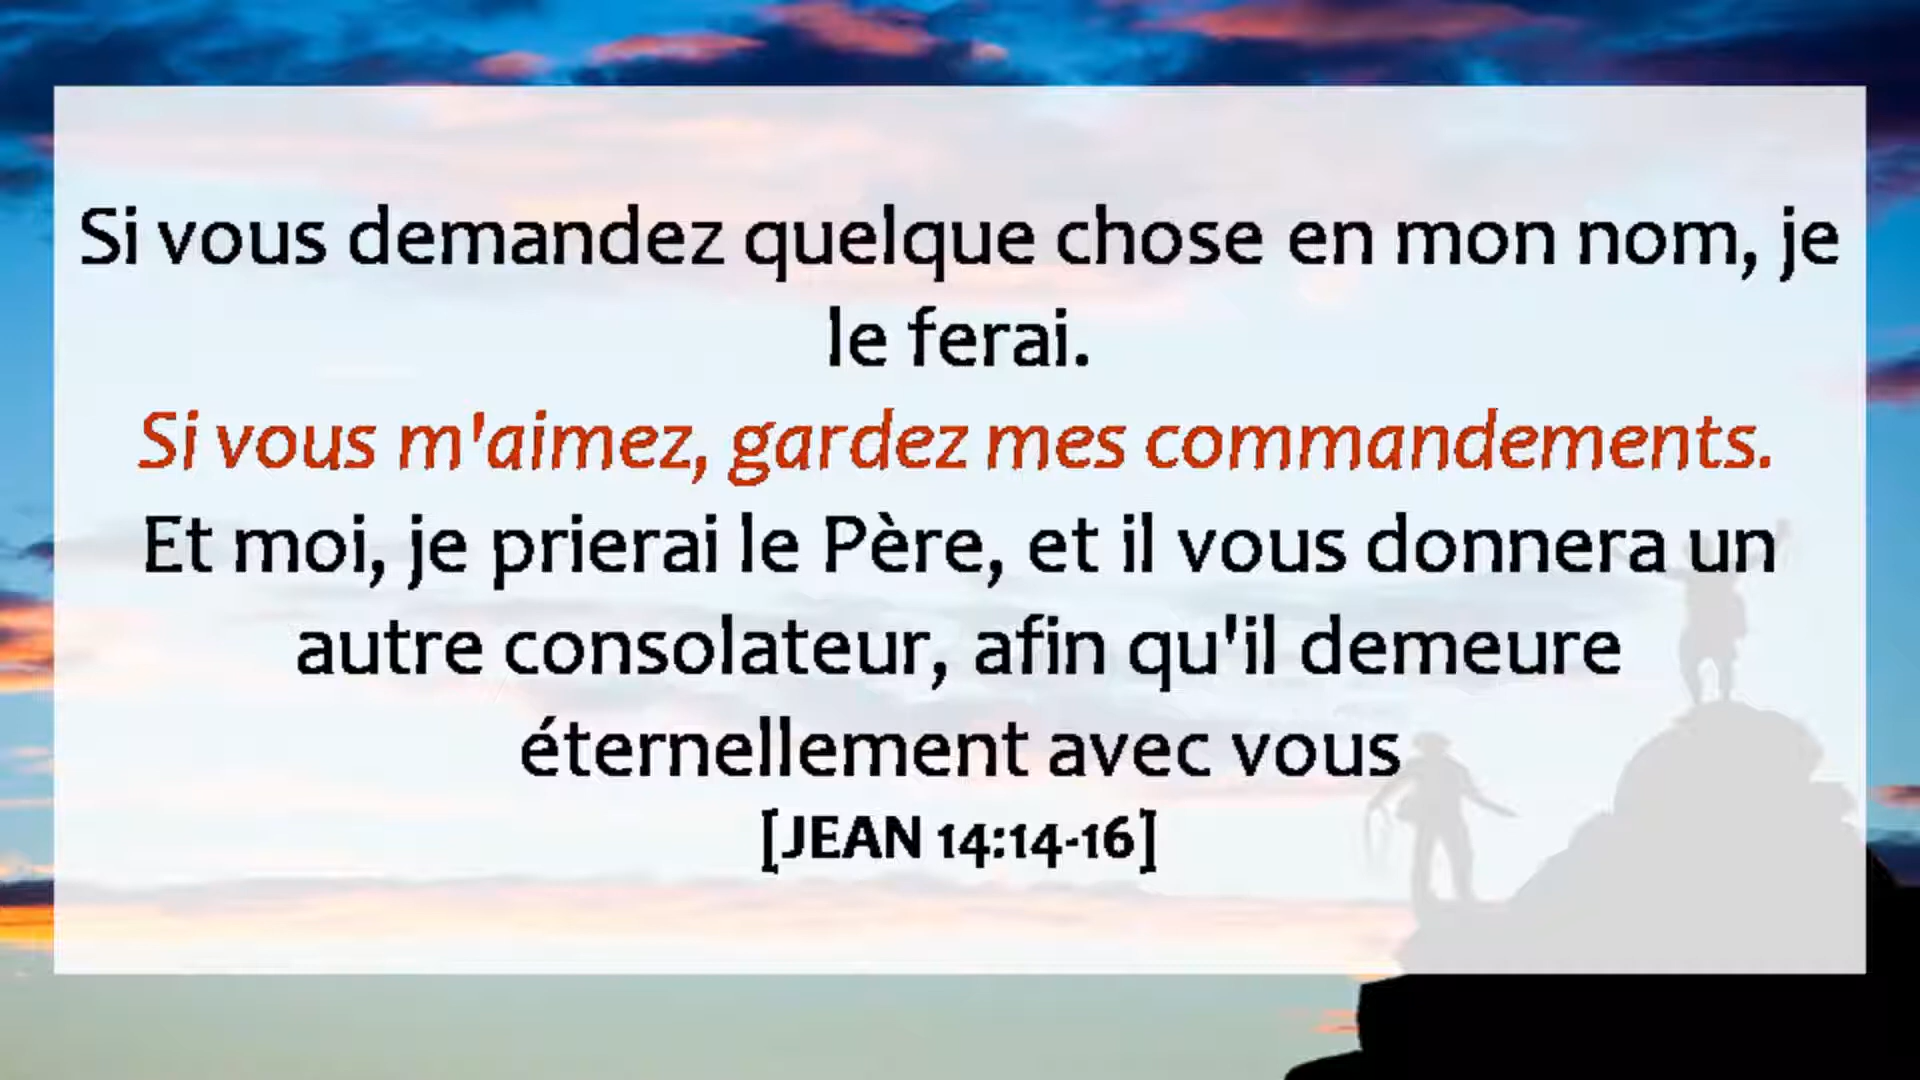 Si vous demandez quelque chose en mon nom, je
le ferai.
Si vous m'aimez, gardez mes commandements.
Et moi, je prierai le Père, et il vous donnera un
autre consolateur, afin qu'il demeure
éternellement avec vous
[JEAN 14:14-16]